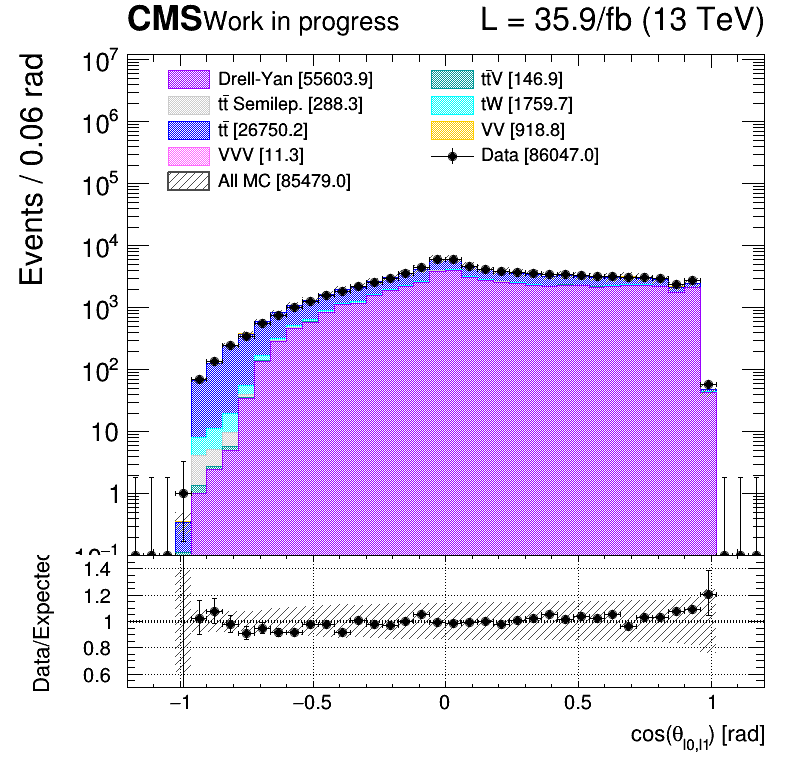 CMS Work in progress L = 35.9/fb (13 TeV)
Events / 0.06 rad
10⁷
10⁶
10⁵
10⁴
10³
10²
10
1
10⁻¹
Drell-Yan [55603.9]
tt̄ Semilep. [288.3]
tt̄ [26750.2]
VVV [11.3]
All MC [85479.0]
tt̄V [146.9]
tW [1759.7]
VV [918.8]
Data [86047.0]
Data/Expected
1.4
1.2
1
0.8
0.6
−1 −0.5 0 0.5 1
cos(θ_{l0,l1}) [rad]